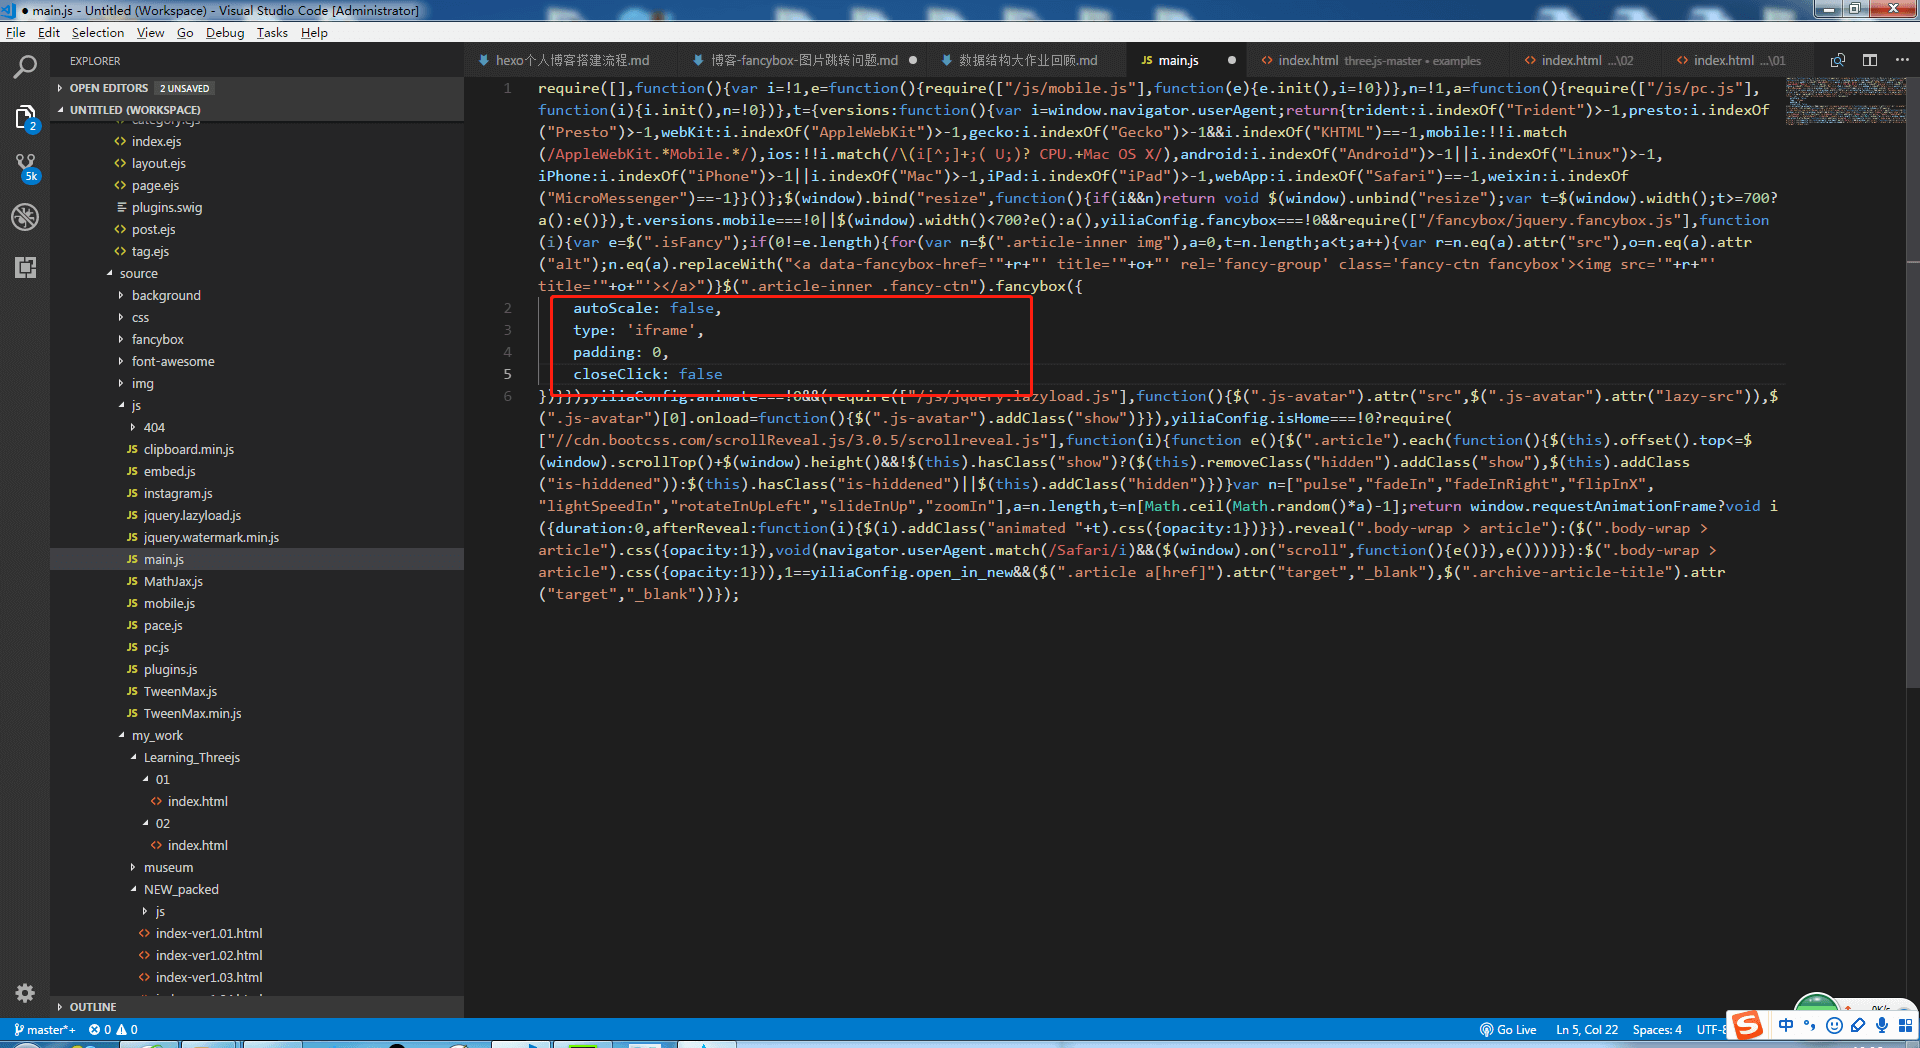 ● main.js - Untitled (Workspace) - Visual Studio Code [Administrator]
File Edit Selection View Go Debug Tasks Help
EXPLORER
OPEN EDITORS 2 UNSAVED
UNTITLED (WORKSPACE)
category.ejs
index.ejs
layout.ejs
page.ejs
plugins.swig
post.ejs
tag.ejs
source
background
css
fancybox
font-awesome
img
js
404
clipboard.min.js
embed.js
instagram.js
jquery.lazyload.js
jquery.watermark.min.js
main.js
MathJax.js
mobile.js
pace.js
pc.js
plugins.js
TweenMax.js
TweenMax.min.js
my_work
Learning_Threejs
01
index.html
02
index.html
museum
NEW_packed
js
index-ver1.01.html
index-ver1.02.html
index-ver1.03.html
OUTLINE
2
5k
hexo个人博客搭建流程.md 博客-fancybox-图片跳转问题.md ● 数据结构大作业回顾.md JS main.js ● index.html three.js-master • examples index.html ...\02 index.html ...\01
1 require([],function(){var i=!1,e=function(){require(["/js/mobile.js"],function(e){e.init(),i=!0})},n=!1,a=function(){require(["/js/pc.js"],
function(i){i.init(),n=!0})},t={versions:function(){var i=window.navigator.userAgent;return{trident:i.indexOf("Trident")>-1,presto:i.indexOf
("Presto")>-1,webKit:i.indexOf("AppleWebKit")>-1,gecko:i.indexOf("Gecko")>-1&&i.indexOf("KHTML")==-1,mobile:!!i.match
(/AppleWebKit.*Mobile.*/),ios:!!i.match(/\(i[^;]+;( U;)? CPU.+Mac OS X/),android:i.indexOf("Android")>-1||i.indexOf("Linux")>-1,
iPhone:i.indexOf("iPhone")>-1||i.indexOf("Mac")>-1,iPad:i.indexOf("iPad")>-1,webApp:i.indexOf("Safari")==-1,weixin:i.indexOf
("MicroMessenger")==-1}}()};$(window).bind("resize",function(){if(i&&n)return void $(window).unbind("resize");var t=$(window).width();t>=700?
a():e()}),t.versions.mobile===!0||$(window).width()<700?e():a(),yiliaConfig.fancybox===!0&&require(["/fancybox/jquery.fancybox.js"],function
(i){var e=$(".isFancy");if(0!=e.length){for(var n=$(".article-inner img"),a=0,t=n.length;a<t;a++){var r=n.eq(a).attr("src"),o=n.eq(a).attr
("alt");n.eq(a).replaceWith("<a data-fancybox-href='"+r+"' title='"+o+"' rel='fancy-group' class='fancy-ctn fancybox'><img src='"+r+"'
title='"+o+"'></a>")}$(".article-inner .fancy-ctn").fancybox({
2 autoScale: false,
3 type: 'iframe',
4 padding: 0,
5 closeClick: false
6 })}}),yiliaConfig.animate===!0&&(require(["/js/jquery.lazyload.js"],function(){$(".js-avatar").attr("src",$(".js-avatar").attr("lazy-src")),$
(".js-avatar")[0].onload=function(){$(".js-avatar").addClass("show")}}),yiliaConfig.isHome===!0?require(
["//cdn.bootcss.com/scrollReveal.js/3.0.5/scrollreveal.js"],function(i){function e(){$(".article").each(function(){$(this).offset().top<=$
(window).scrollTop()+$(window).height()&&!$(this).hasClass("show")?($(this).removeClass("hidden").addClass("show"),$(this).addClass
("is-hiddened")):$(this).hasClass("is-hiddened")||$(this).addClass("hidden")})}var n=["pulse","fadeIn","fadeInRight","flipInX",
"lightSpeedIn","rotateInUpLeft","slideInUp","zoomIn"],a=n.length,t=n[Math.ceil(Math.random()*a)-1];return window.requestAnimationFrame?void i
({duration:0,afterReveal:function(i){$(i).addClass("animated "+t).css({opacity:1})}}).reveal(".body-wrap > article"):($(".body-wrap >
article").css({opacity:1}),void(navigator.userAgent.match(/Safari/i)&&($(window).on("scroll",function(){e()}),e())))}):$(".body-wrap >
article").css({opacity:1})),1==yiliaConfig.open_in_new&&($(".article a[href]").attr("target","_blank"),$(".archive-article-title").attr
("target","_blank"))});
master*+ 0 0 Go Live Ln 5, Col 22 Spaces: 4 UTF-8 中